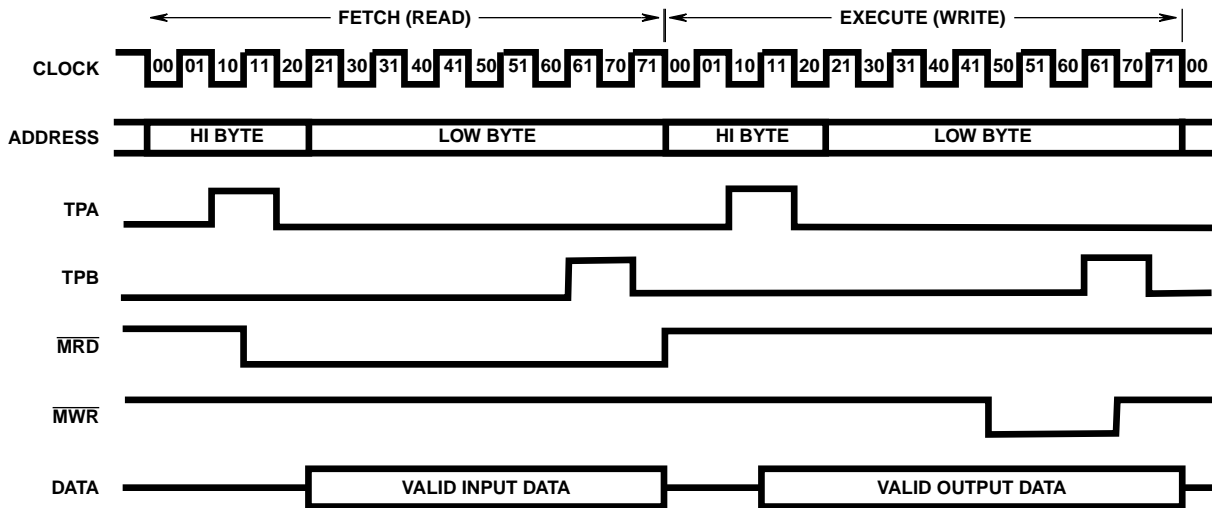 FETCH (READ) EXECUTE (WRITE)
CLOCK 00 01 10 11 20 21 30 31 40 41 50 51 60 61 70 71 00 01 10 11 20 21 30 31 40 41 50 51 60 61 70 71 00
ADDRESS HI BYTE LOW BYTE HI BYTE LOW BYTE
TPA
TPB
MRD
MWR
DATA VALID INPUT DATA VALID OUTPUT DATA